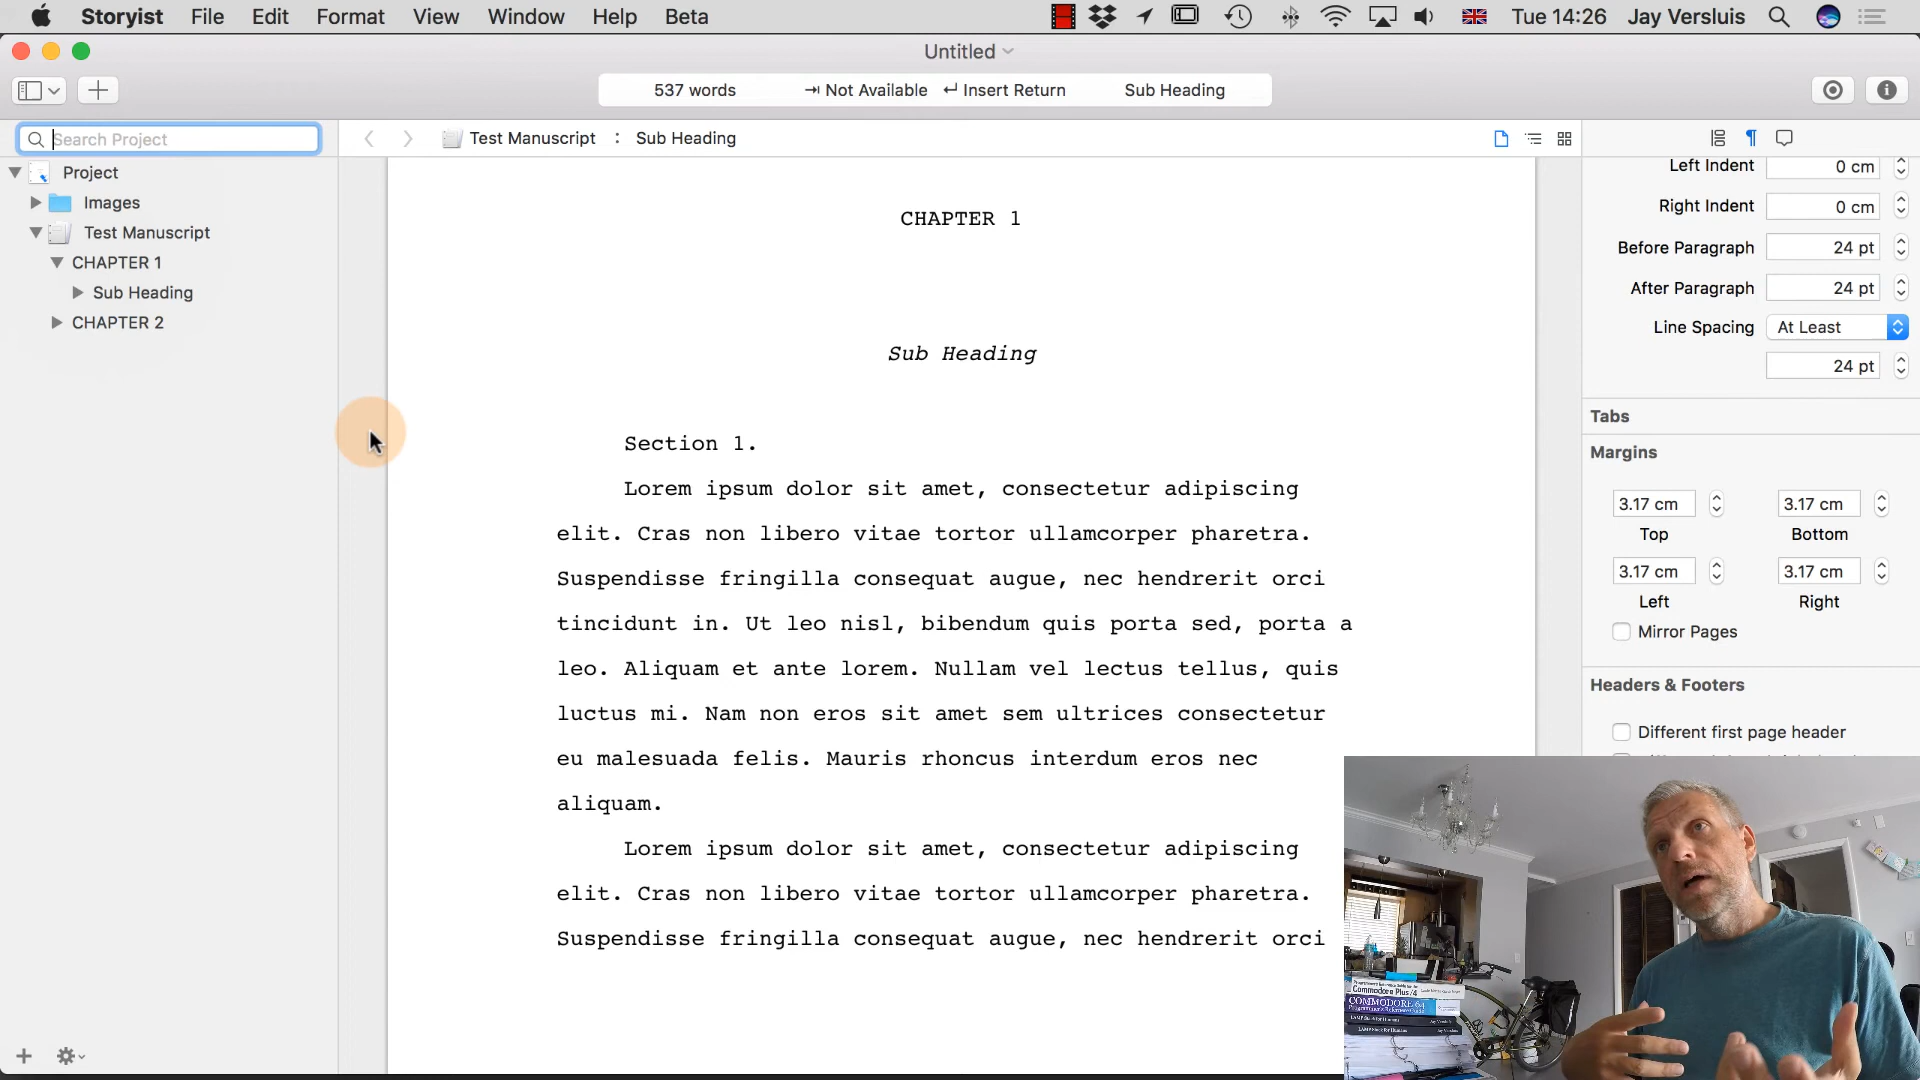 Storyist File Edit Format View Window Help Beta Tue 14:26 Jay Versluis
Untitled
537 words Not Available Insert Return Sub Heading
Search Project
Test Manuscript : Sub Heading
Project
Images
Test Manuscript
CHAPTER 1
Sub Heading
CHAPTER 2
CHAPTER 1
Sub Heading
Section 1.
Lorem ipsum dolor sit amet, consectetur adipiscing
elit. Cras non libero vitae tortor ullamcorper pharetra.
Suspendisse fringilla consequat augue, nec hendrerit orci
tincidunt in. Ut leo nisl, bibendum quis porta sed, porta a
leo. Aliquam et ante lorem. Nullam vel lectus tellus, quis
luctus mi. Nam non eros sit amet sem ultrices consectetur
eu malesuada felis. Mauris rhoncus interdum eros nec
aliquam.
Lorem ipsum dolor sit amet, consectetur adipiscing
elit. Cras non libero vitae tortor ullamcorper pharetra.
Suspendisse fringilla consequat augue, nec hendrerit orci
Left Indent 0 cm
Right Indent 0 cm
Before Paragraph 24 pt
After Paragraph 24 pt
Line Spacing At Least
24 pt
Tabs
Margins
3.17 cm 3.17 cm
Top Bottom
3.17 cm 3.17 cm
Left Right
Mirror Pages
Headers & Footers
Different first page header
Commodore Plus/4
COMMODORE 64
Programmer's Reference Guide